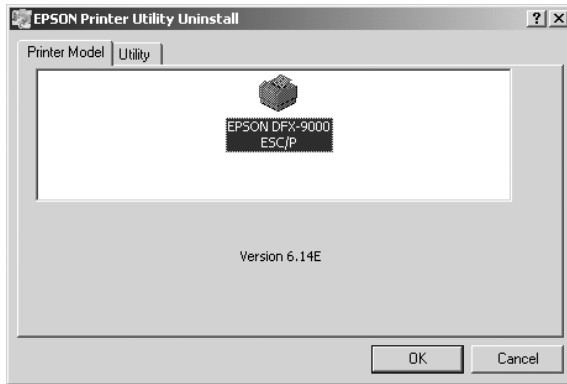 EPSON Printer Utility Uninstall
Printer Model
Utility
EPSON DFX-9000
ESC/P
Version 6.14E
OK
Cancel